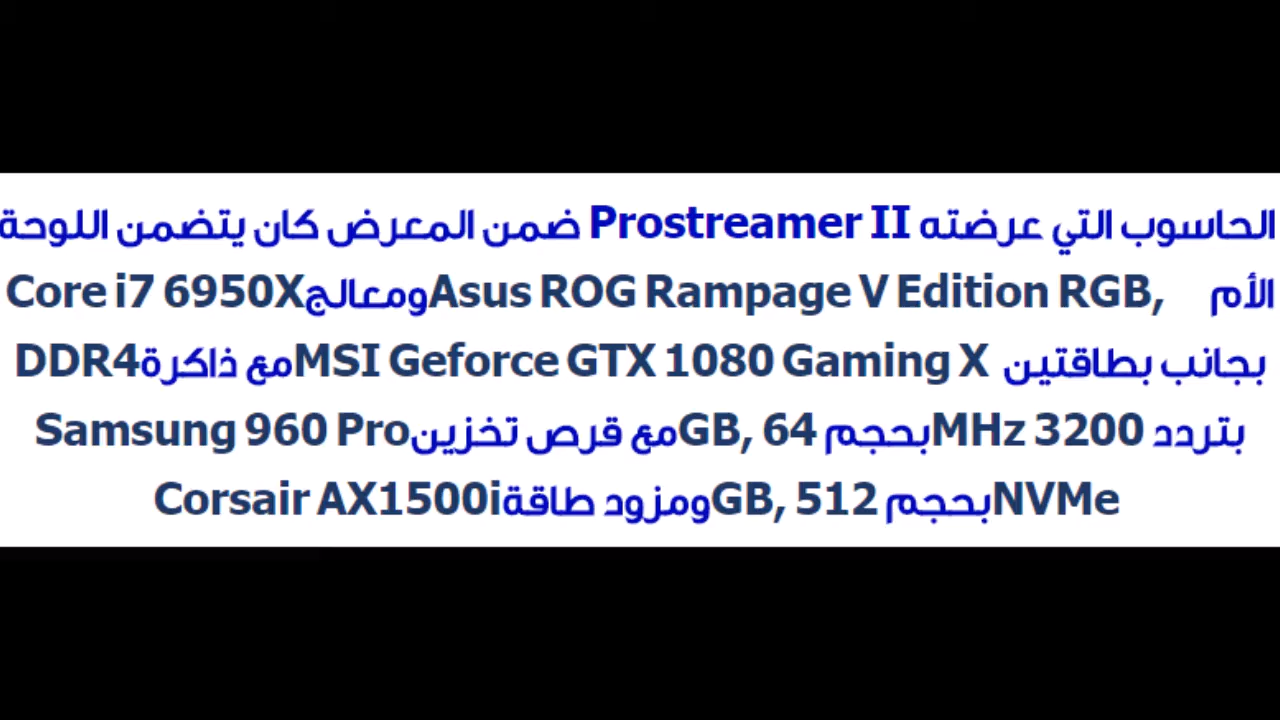 الحاسوب التي عرضته Prostreamer II ضمن المعرض كان يتضمن اللوحة
الأم Asus ROG Rampage V Edition RGB, ومعالج Core i7 6950X
بجانب بطاقتين MSI Geforce GTX 1080 Gaming X مع ذاكرة DDR4
بتردد 3200 MHz بحجم 64 GB, مع قرص تخزين Samsung 960 Pro
NVMe بحجم 512 GB, ومزود طاقة Corsair AX1500i